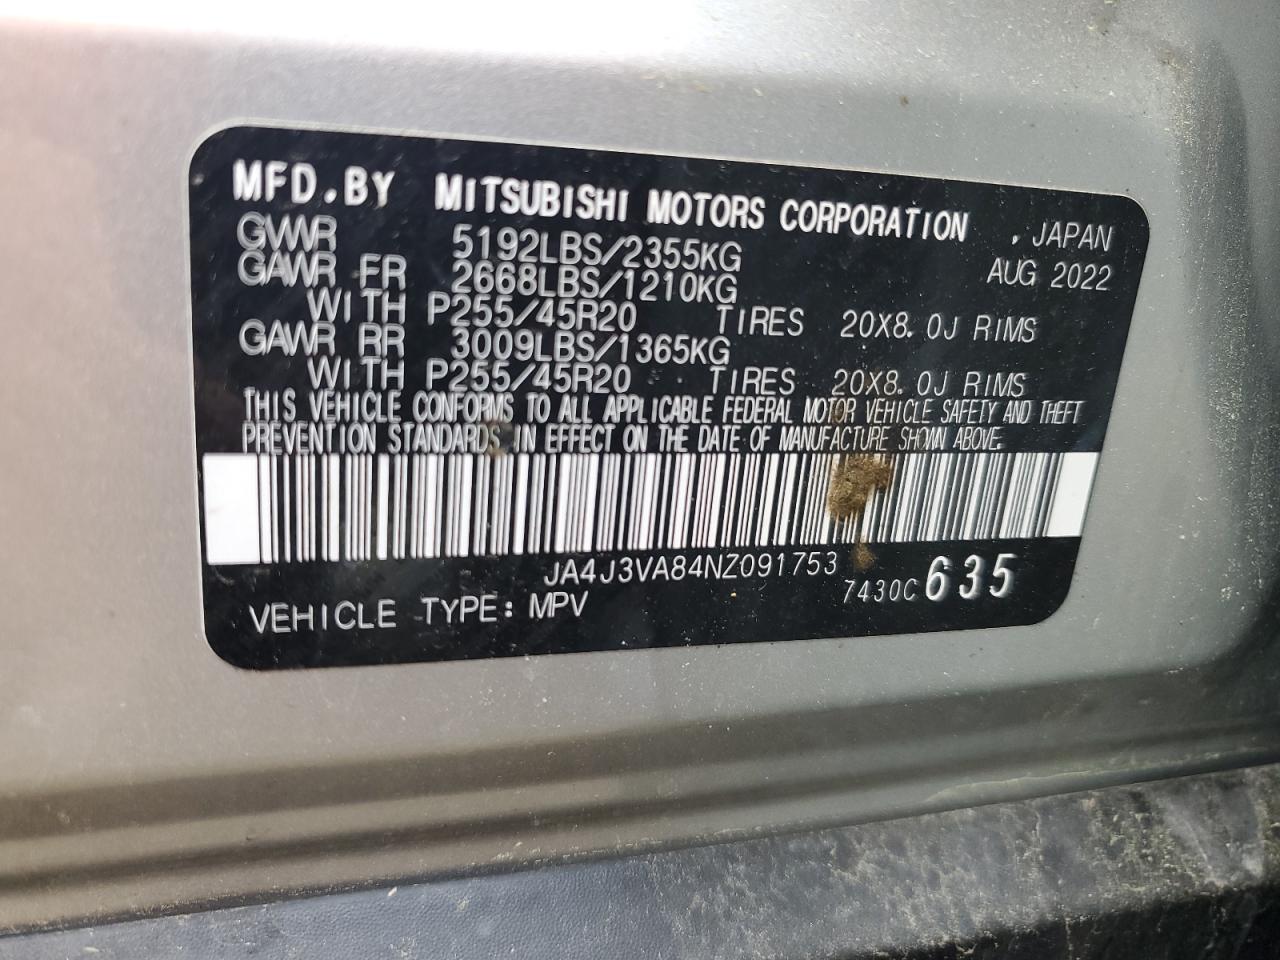 MFD.BY MITSUBISHI MOTORS CORPORATION , JAPAN
GVWR 5192LBS/2355KG AUG 2022
GAWR FR 2668LBS/1210KG
WITH P255/45R20 TIRES 20X8.0J RIMS
GAWR RR 3009LBS/1365KG
WITH P255/45R20 TIRES 20X8.0J RIMS
THIS VEHICLE CONFORMS TO ALL APPLICABLE FEDERAL MOTOR VEHICLE SAFETY AND THEFT
PREVENTION STANDARDS IN EFFECT ON THE DATE OF MANUFACTURE SHOWN ABOVE.
JA4J3VA84NZ091753
VEHICLE TYPE: MPV 7430C 635